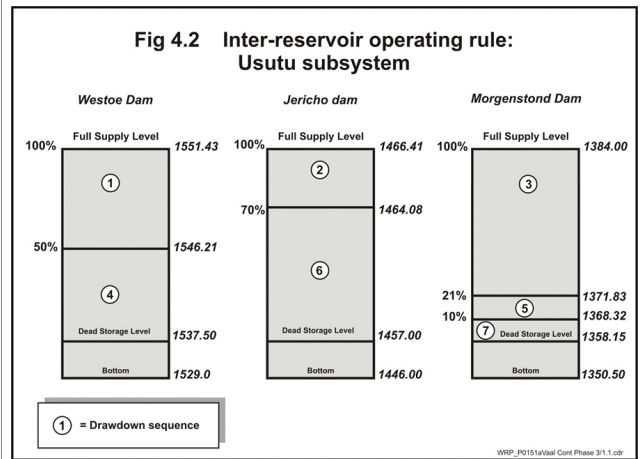 Fig 4.2 Inter-reservoir operating rule:
Usutu subsystem
Westoe Dam
Full Supply Level
100%
1551.43
1
50%
1546.21
4
Dead Storage Level
1537.50
Bottom
1529.0
Jericho dam
Full Supply Level
100%
1466.41
2
70%
1464.08
6
Dead Storage Level
1457.00
Bottom
1446.00
Morgenstond Dam
Full Supply Level
100%
1384.00
3
21%
1371.83
5
10%
1368.32
7 Dead Storage Level
1358.15
Bottom
1350.50
1 = Drawdown sequence
WRP_P0151aVaal Cont Phase 3/1.1.cdr